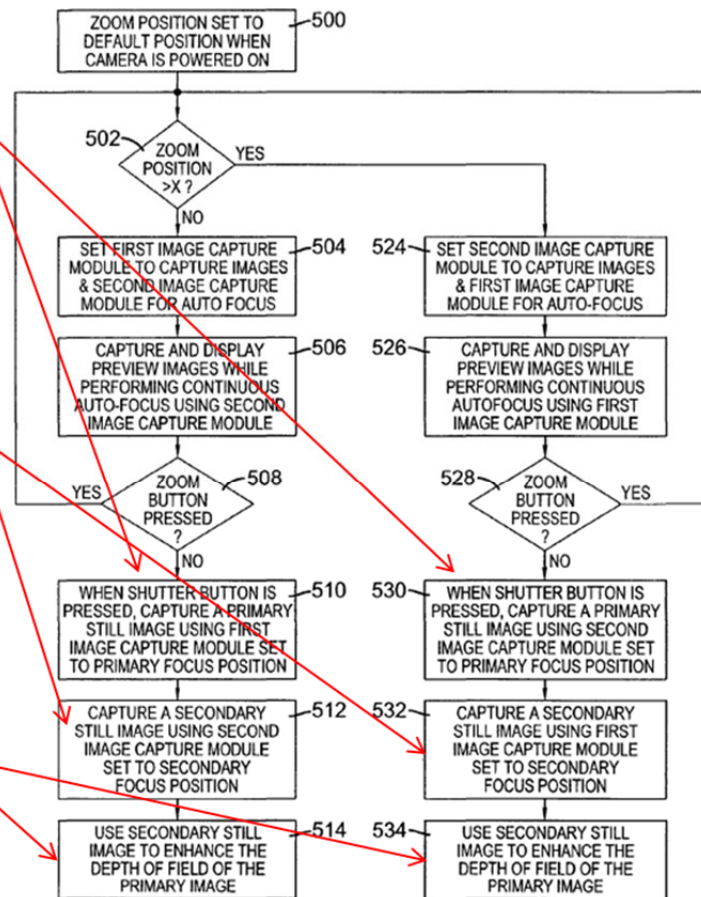 ZOOM POSITION SET TO
DEFAULT POSITION WHEN
CAMERA IS POWERED ON
500
502
ZOOM
POSITION
>X ?
YES
NO
SET FIRST IMAGE CAPTURE
MODULE TO CAPTURE IMAGES
& SECOND IMAGE CAPTURE
MODULE FOR AUTO FOCUS
504
CAPTURE AND DISPLAY
PREVIEW IMAGES WHILE
PERFORMING CONTINUOUS
AUTO-FOCUS USING SECOND
IMAGE CAPTURE MODULE
506
ZOOM
BUTTON
PRESSED
?
508
YES
NO
WHEN SHUTTER BUTTON IS
PRESSED, CAPTURE A PRIMARY
STILL IMAGE USING FIRST
IMAGE CAPTURE MODULE SET
TO PRIMARY FOCUS POSITION
510
CAPTURE A SECONDARY
STILL IMAGE USING SECOND
IMAGE CAPTURE MODULE
SET TO SECONDARY
FOCUS POSITION
512
USE SECONDARY STILL
IMAGE TO ENHANCE THE
DEPTH OF FIELD OF THE
PRIMARY IMAGE
514
524
SET SECOND IMAGE CAPTURE
MODULE TO CAPTURE IMAGES
& FIRST IMAGE CAPTURE
MODULE FOR AUTO-FOCUS
526
CAPTURE AND DISPLAY
PREVIEW IMAGES WHILE
PERFORMING CONTINUOUS
AUTOFOCUS USING FIRST
IMAGE CAPTURE MODULE
528
ZOOM
BUTTON
PRESSED
?
YES
NO
530
WHEN SHUTTER BUTTON IS
PRESSED, CAPTURE A PRIMARY
STILL IMAGE USING SECOND
IMAGE CAPTURE MODULE SET
TO PRIMARY FOCUS POSITION
532
CAPTURE A SECONDARY
STILL IMAGE USING FIRST
IMAGE CAPTURE MODULE
SET TO SECONDARY
FOCUS POSITION
534
USE SECONDARY STILL
IMAGE TO ENHANCE THE
DEPTH OF FIELD OF THE
PRIMARY IMAGE